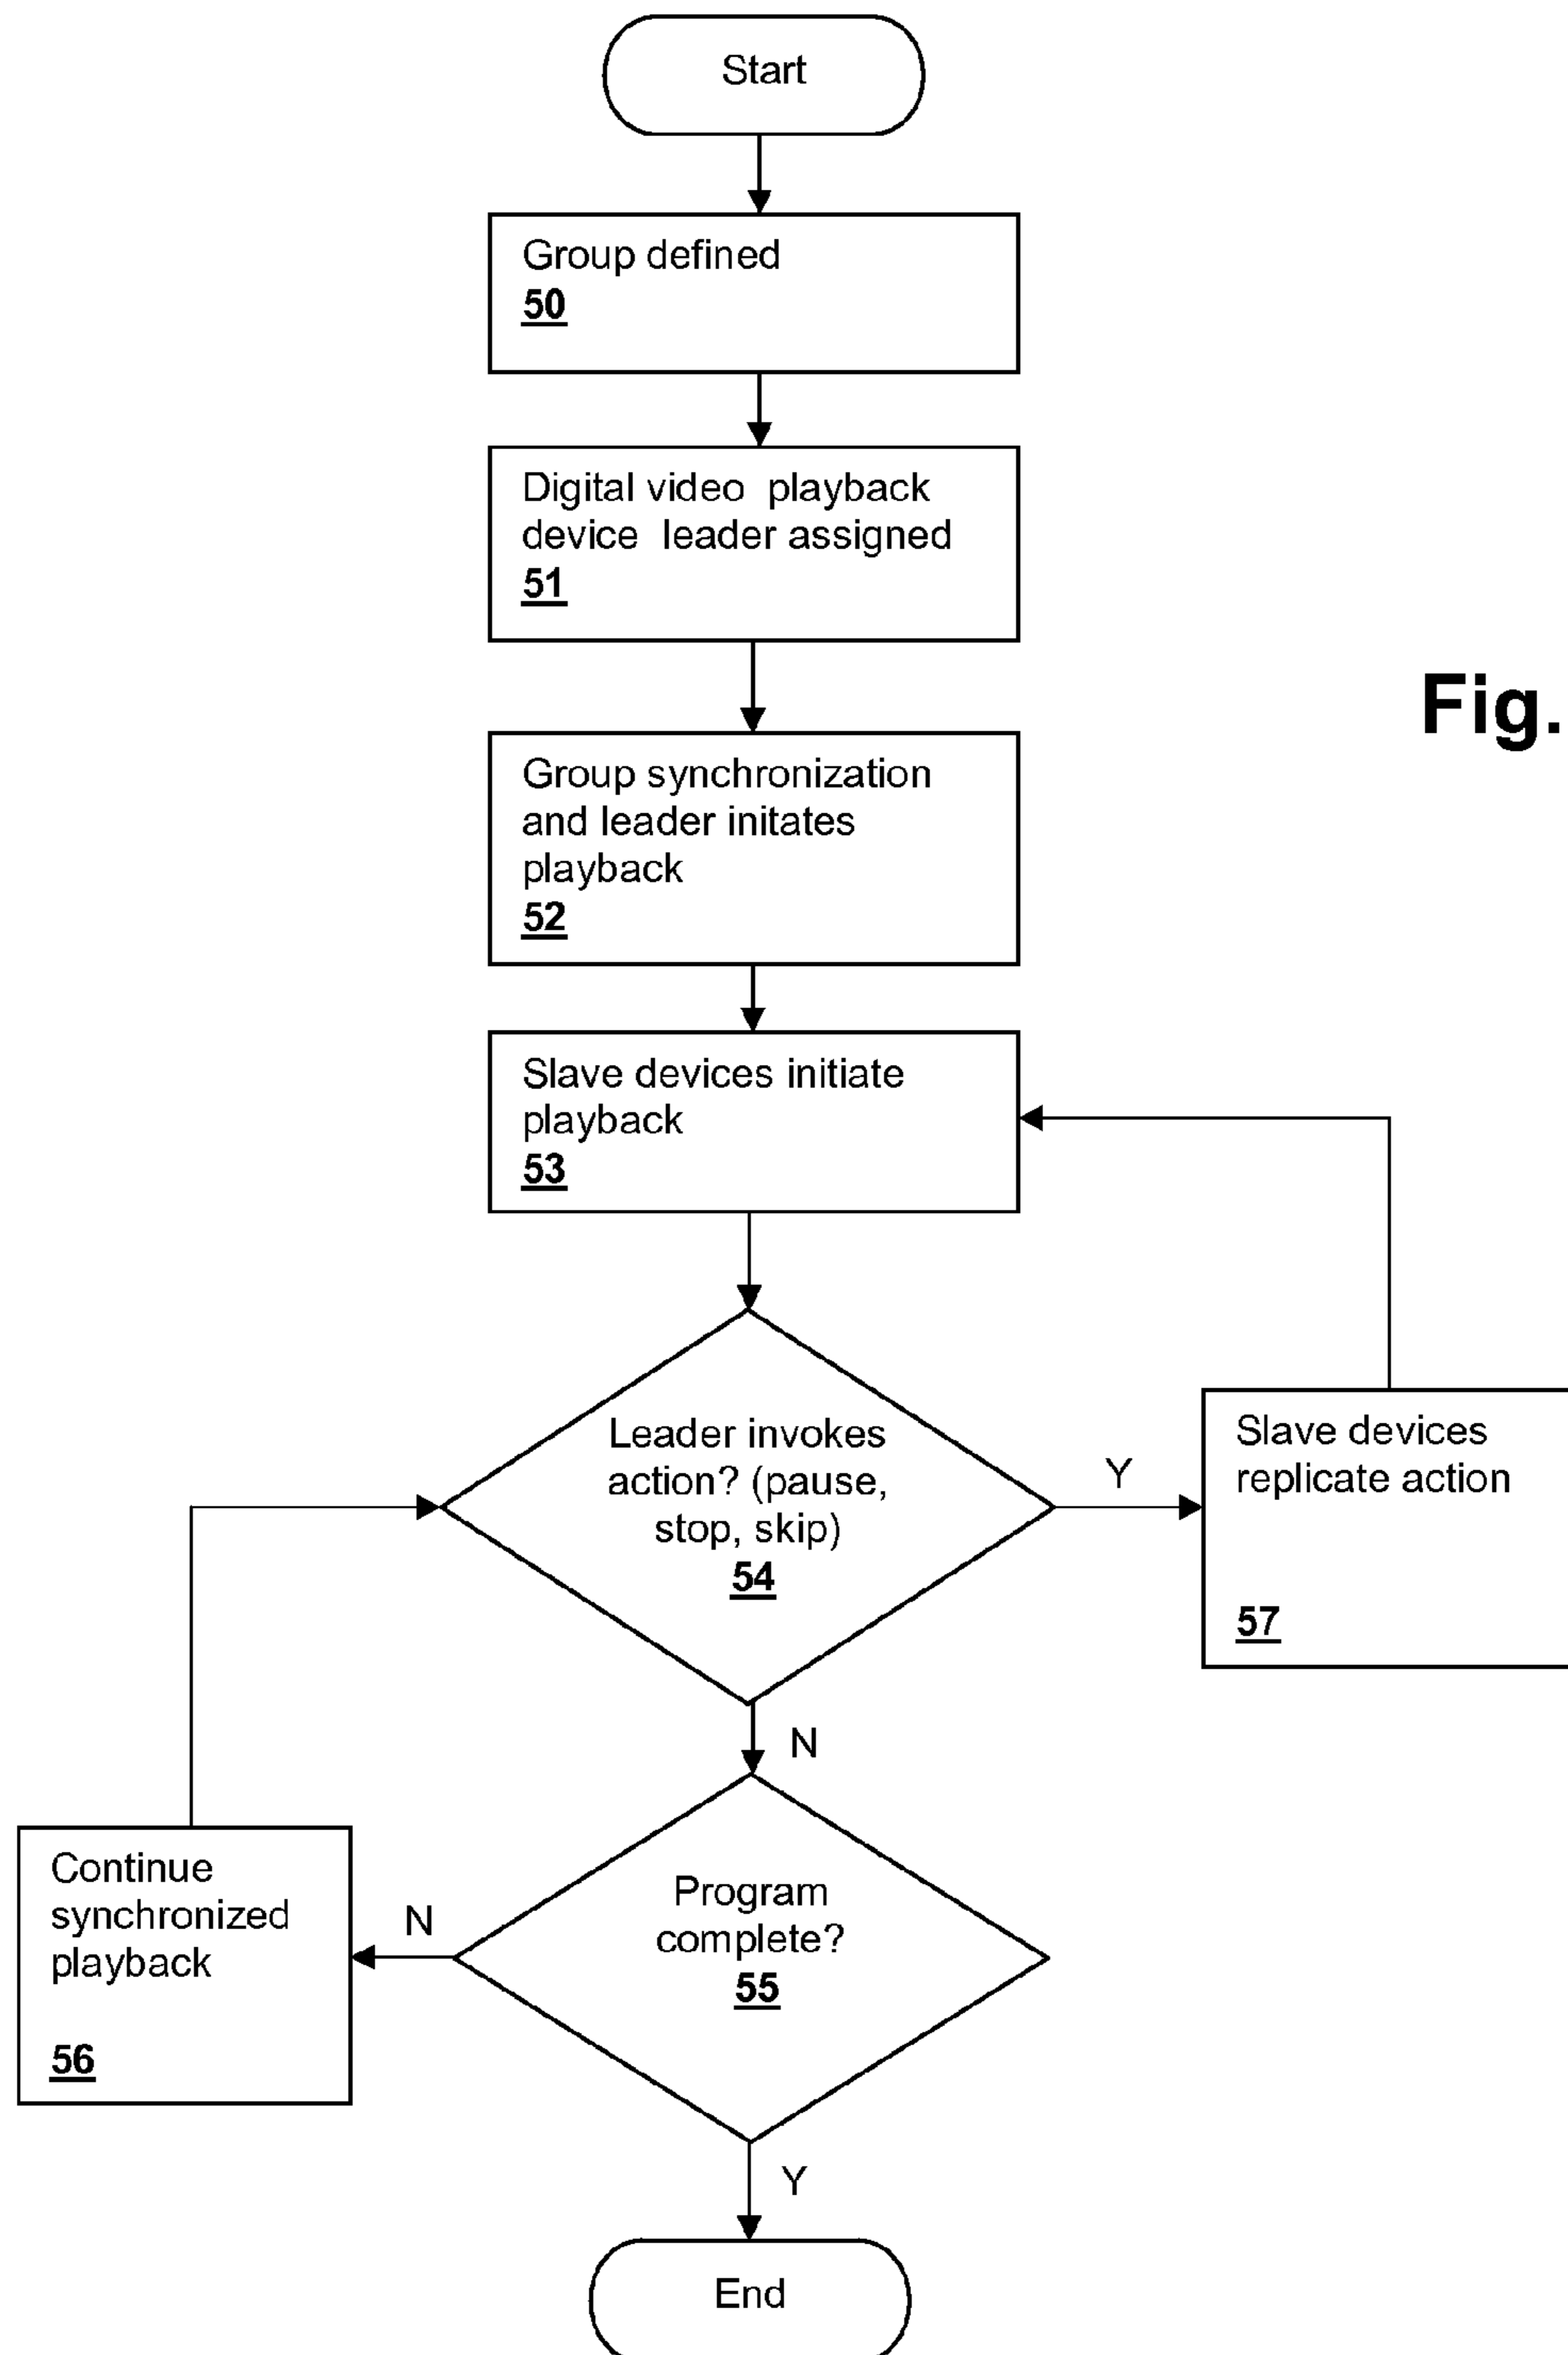 Start
Group defined
50
Digital video playback
device leader assigned
51
Fig.
Group synchronization
and leader initates
playback
52
Slave devices initiate
playback
53
Leader invokes
action? (pause,
stop, skip)
54
Y
Slave devices
replicate action
57
N
Continue
synchronized
playback
56
N
Program
complete?
55
Y
End